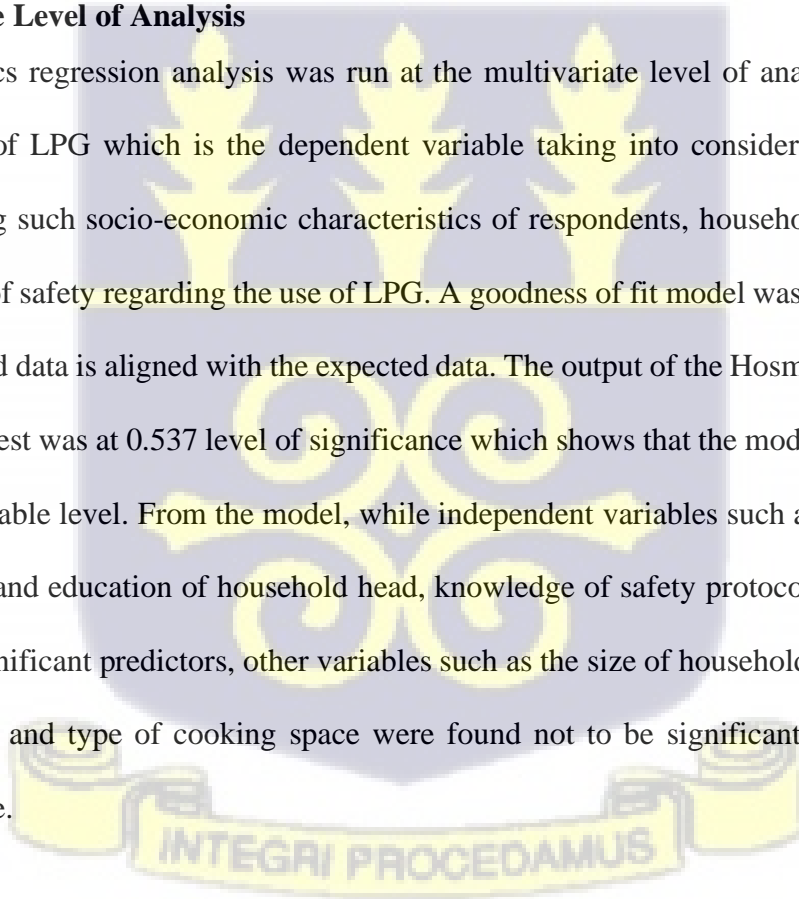 e Level of Analysis
cs regression analysis was run at the multivariate level of ana
of LPG which is the dependent variable taking into consider
g such socio-economic characteristics of respondents, househo
of safety regarding the use of LPG. A goodness of fit model was
d data is aligned with the expected data. The output of the Hosm
est was at 0.537 level of significance which shows that the mod
able level. From the model, while independent variables such a
and education of household head, knowledge of safety protoco
nificant predictors, other variables such as the size of household
and type of cooking space were found not to be significant
e.
INTEGRI PROCEDAMUS